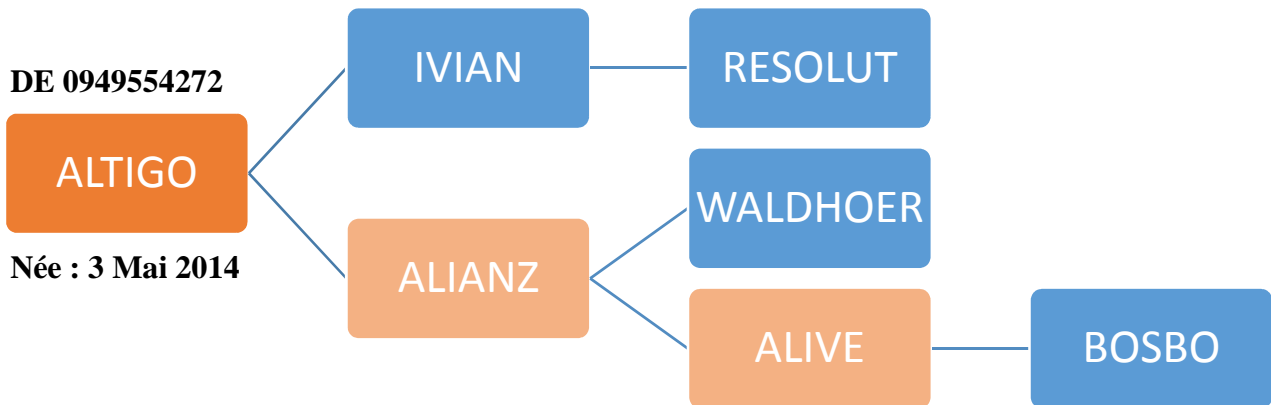 DE 0949554272
ALTIGO
Née : 3 Mai 2014
IVIAN
RESOLUT
ALIANZ
WALDHOER
ALIVE
BOSBO